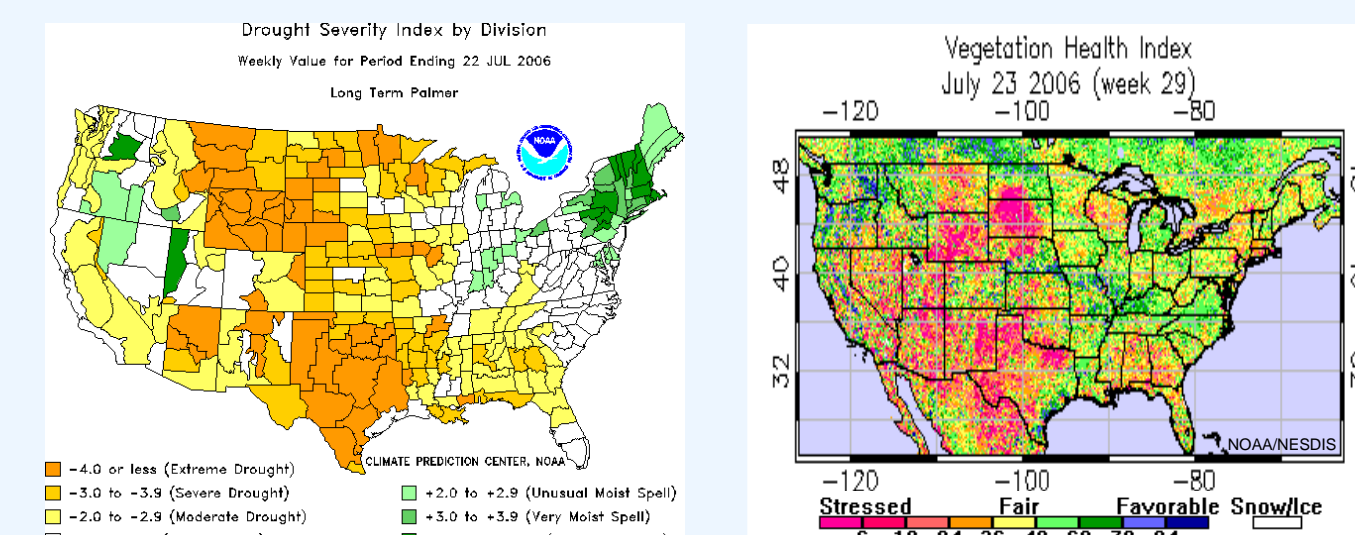 Drought Severity Index by Division
Weekly Value for Period Ending 22 JUL 2006
Long Term Palmer
NOAA
CLIMATE PREDICTION CENTER, NOAA
-4.0 or less (Extreme Drought)
-3.0 to -3.9 (Severe Drought)
-2.0 to -2.9 (Moderate Drought)
+2.0 to +2.9 (Unusual Moist Spell)
+3.0 to +3.9 (Very Moist Spell)
Vegetation Health Index
July 23 2006 (week 29)
-120 -100 -80
48
40
32
NOAA/NESDIS
-120 -100 -80
Stressed Fair Favorable Snow/Ice